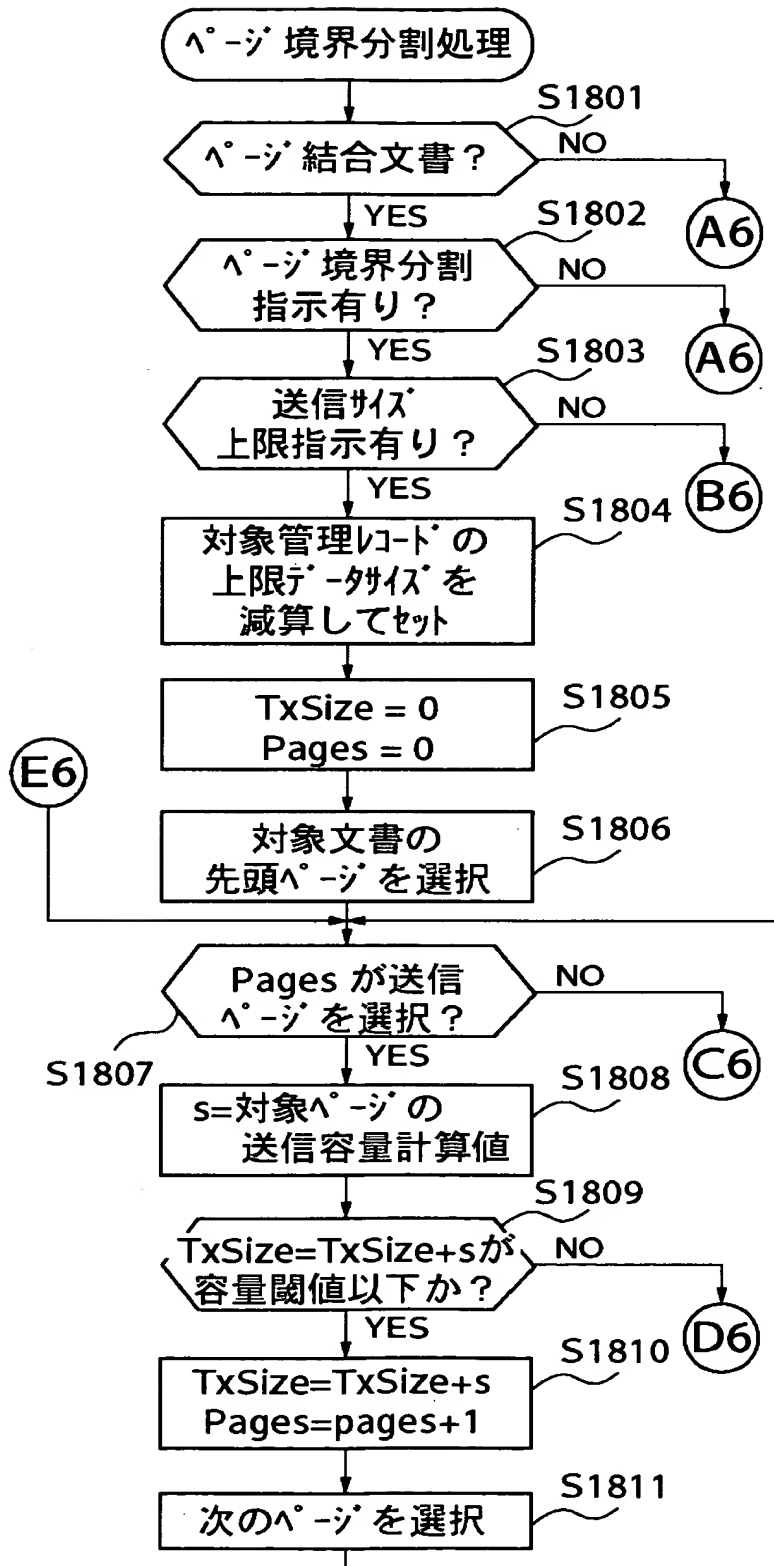 ﾍﾟｰｼﾞ境界分割処理
S1801
ﾍﾟｰｼﾞ結合文書？
NO
A6
YES
S1802
ﾍﾟｰｼﾞ境界分割
指示有り？
NO
A6
YES
S1803
送信ｻｲｽﾞ
上限指示有り？
NO
B6
YES
S1804
対象管理ﾚｺｰﾄﾞの
上限ﾃﾞｰﾀｻｲｽﾞを
減算してｾｯﾄ
S1805
TxSize = 0
Pages = 0
E6
S1806
対象文書の
先頭ﾍﾟｰｼﾞを選択
Pages が送信
ﾍﾟｰｼﾞを選択？
NO
C6
S1807
YES
S1808
s=対象ﾍﾟｰｼﾞの
送信容量計算値
S1809
TxSize=TxSize+sが
容量閾値以下か？
NO
D6
YES
S1810
TxSize=TxSize+s
Pages=pages+1
S1811
次のﾍﾟｰｼﾞを選択